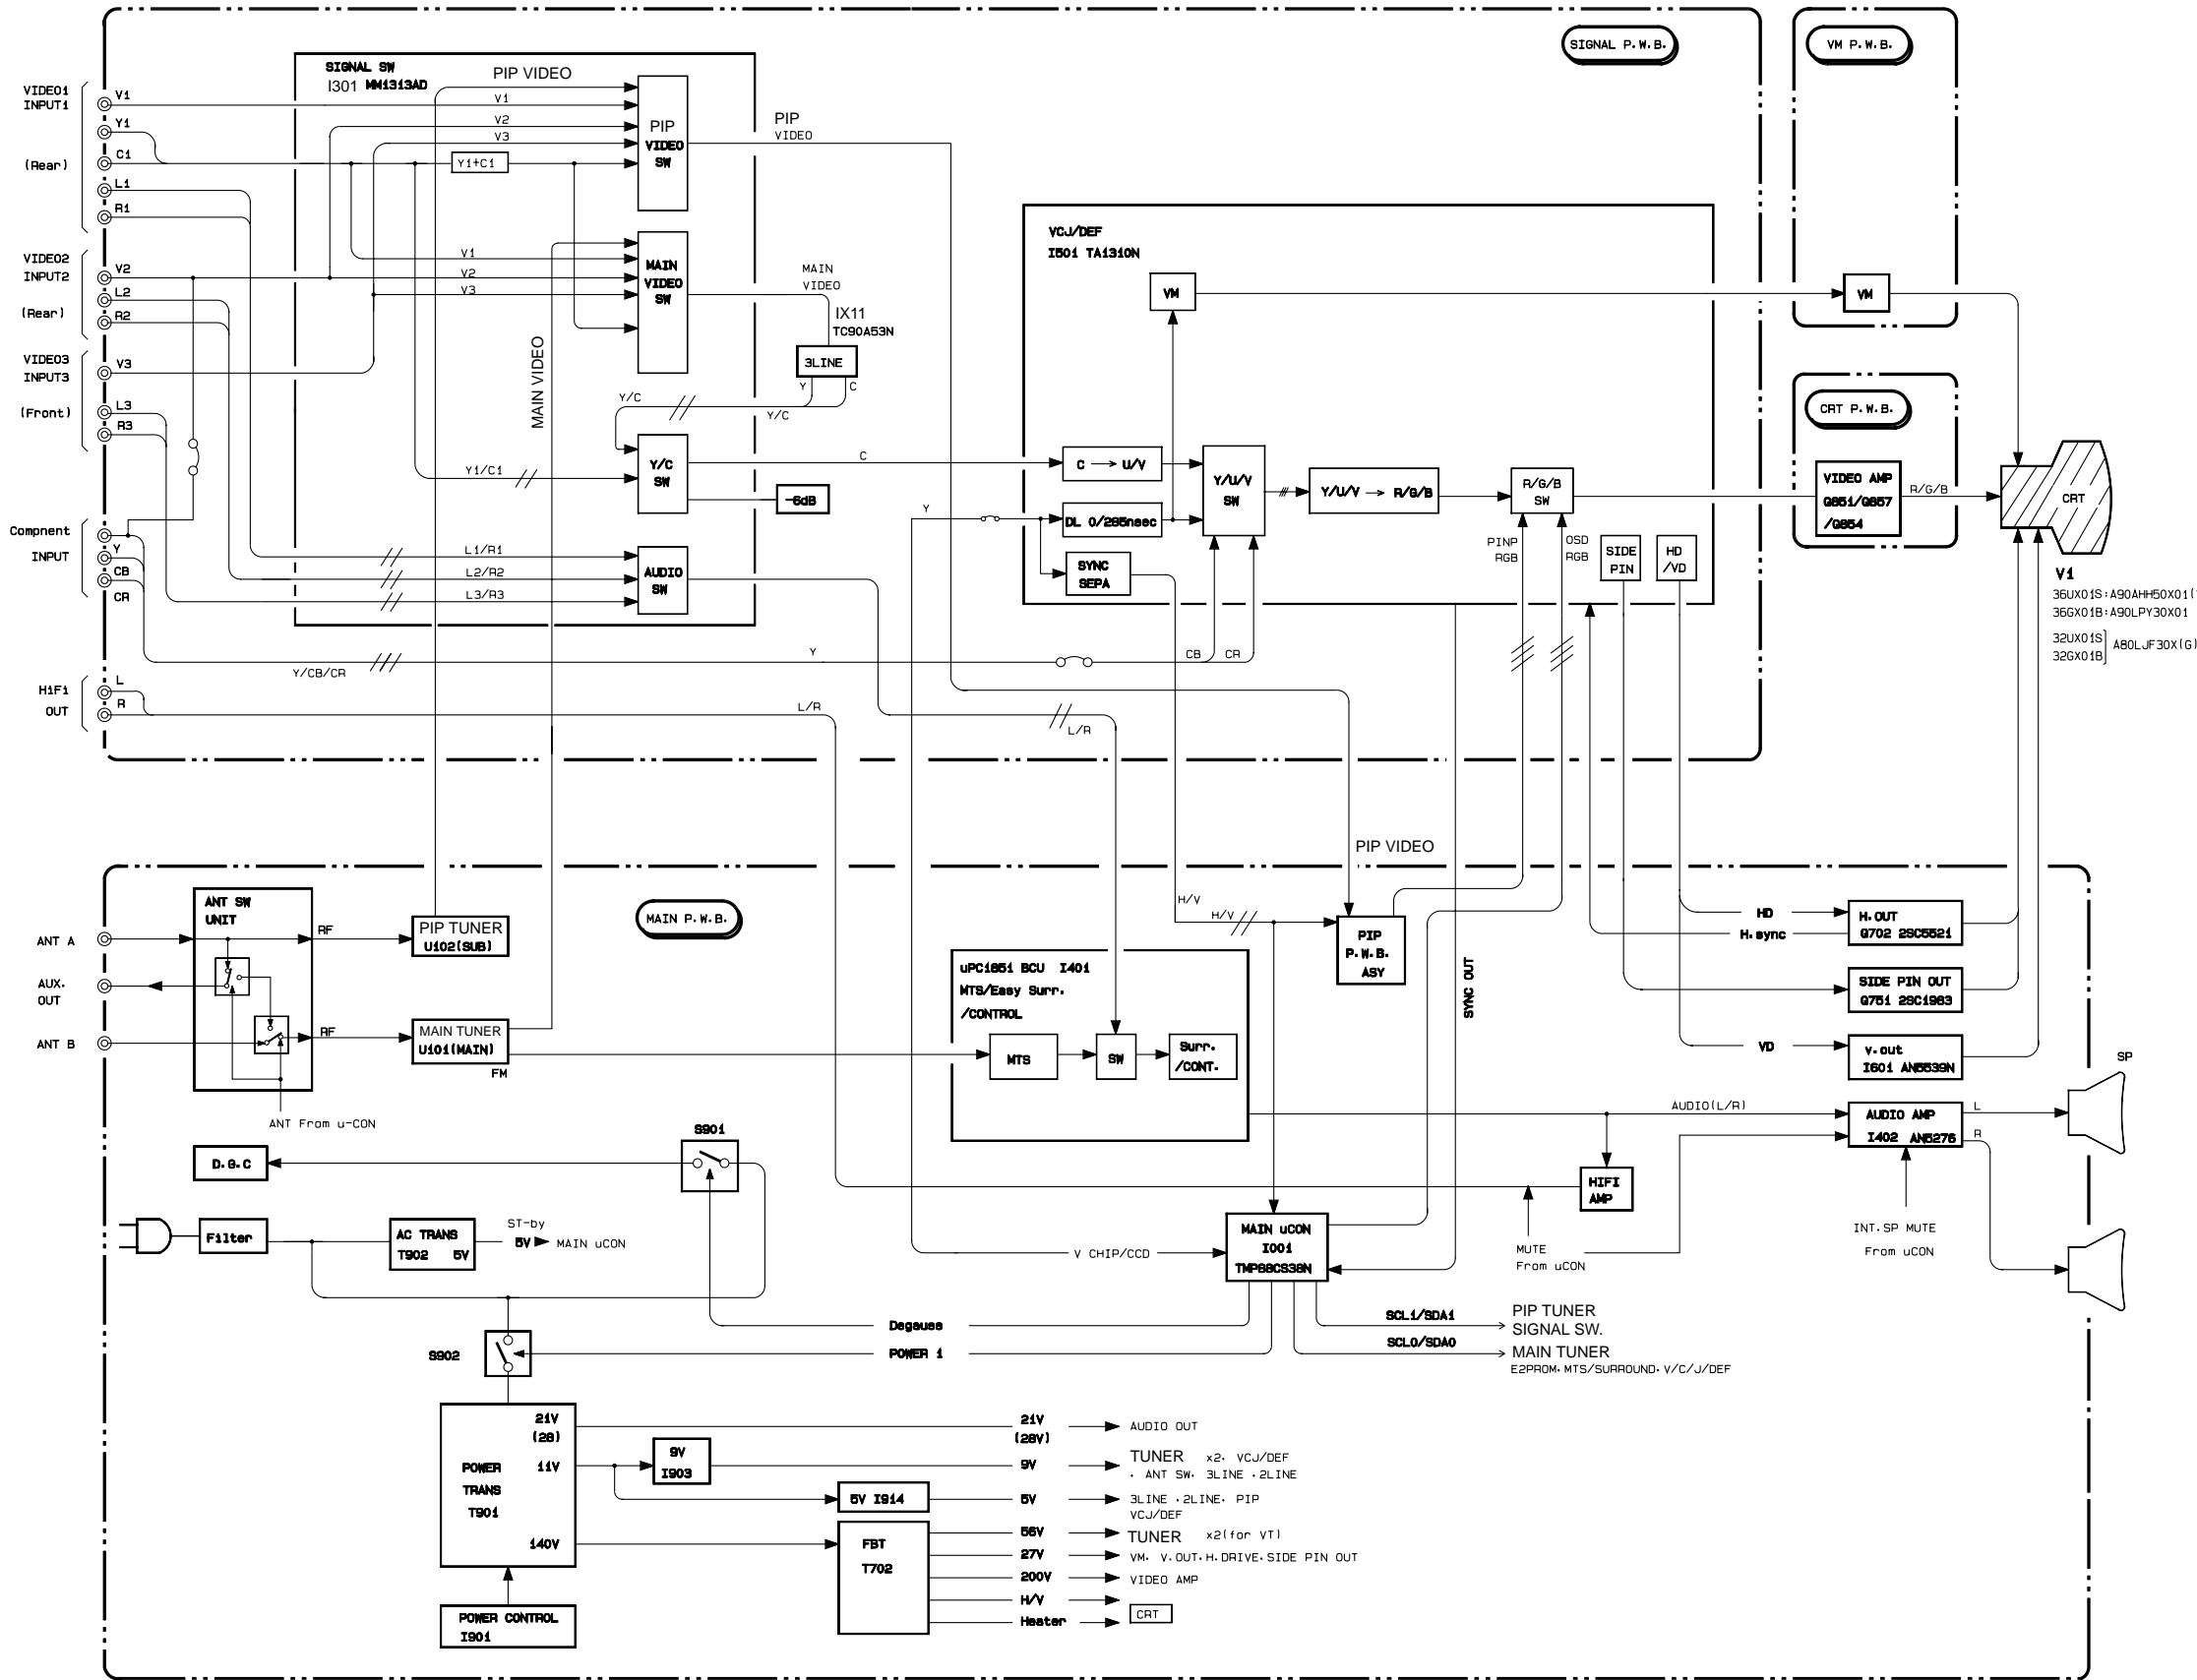 SIGNAL P.W.B.
VM P.W.B.
SIGNAL SW
I301 MM1313AD
PIP VIDEO
VIDEO1
INPUT1
(Rear)
V1
Y1
C1
L1
R1
V1
V2
V3
Y1+C1
PIP
VIDEO
SW
PIP
VIDEO
VIDEO2
INPUT2
(Rear)
V2
L2
R2
V1
V2
V3
MAIN
VIDEO
SW
MAIN
VIDEO
IX11
TC90A53N
3LINE
Y
C
Y/C
Y/C
MAIN VIDEO
VIDEO3
INPUT3
(Front)
V3
L3
R3
Y1/C1
Y/C
SW
-6dB
C
Y
Compnent
INPUT
Y
CB
CR
L1/R1
L2/R2
L3/R3
AUDIO
SW
Y/CB/CR
Y
CB
CR
HiFi
OUT
L
R
L/R
L/R
VCJ/DEF
I501 TA1310N
VM
C → U/V
DL 0/285nsec
SYNC
SEPA
Y/U/V
SW
Y/U/V → R/G/B
R/G/B
SW
PINP
RGB
OSD
RGB
SIDE
PIN
HD
/VD
VM
CRT P.W.B.
VIDEO AMP
Q851/Q857
/Q854
R/G/B
CRT
V1
36UX01S:A90AHH50X01(
36GX01B:A90LPY30X01
32UX01S
32GX01B
A80LJF30X(G)
PIP VIDEO
MAIN P.W.B.
ANT SW
UNIT
ANT A
AUX.
OUT
ANT B
RF
RF
PIP TUNER
U102(SUB)
MAIN TUNER
U101(MAIN)
FM
ANT From u-CON
uPC1851 BCU I401
MTS/Easy Surr.
/CONTROL
MTS
SW
Surr.
/CONT.
H/V
H/V
PIP
P.W.B.
ASY
SYNC OUT
HD
H.sync
H.OUT
Q702 2SC5521
SIDE PIN OUT
Q751 2SC1983
VD
v.out
I601 AN5539N
AUDIO(L/R)
AUDIO AMP
I402 AN5276
L
R
SP
HIFI
AMP
MUTE
From uCON
INT.SP MUTE
From uCON
S901
D.G.C
Filter
AC TRANS
T902 5V
ST-by
5V
MAIN uCON
V CHIP/CCD
MAIN uCON
I001
TMP88CS38N
Degauss
POWER 1
SCL1/SDA1
PIP TUNER
SIGNAL SW.
SCL0/SDA0
MAIN TUNER
E2PROM. MTS/SURROUND. V/C/J/DEF
S902
POWER
TRANS
T901
21V
(28)
11V
140V
9V
I903
5V I914
FBT
T702
21V
(28V)
AUDIO OUT
9V
TUNER x2. VCJ/DEF
. ANT SW. 3LINE .2LINE
5V
3LINE .2LINE. PIP
VCJ/DEF
56V
TUNER x2(for VT)
27V
VM. V.OUT.H.DRIVE.SIDE PIN OUT
200V
VIDEO AMP
H/V
Heater
CRT
POWER CONTROL
I901